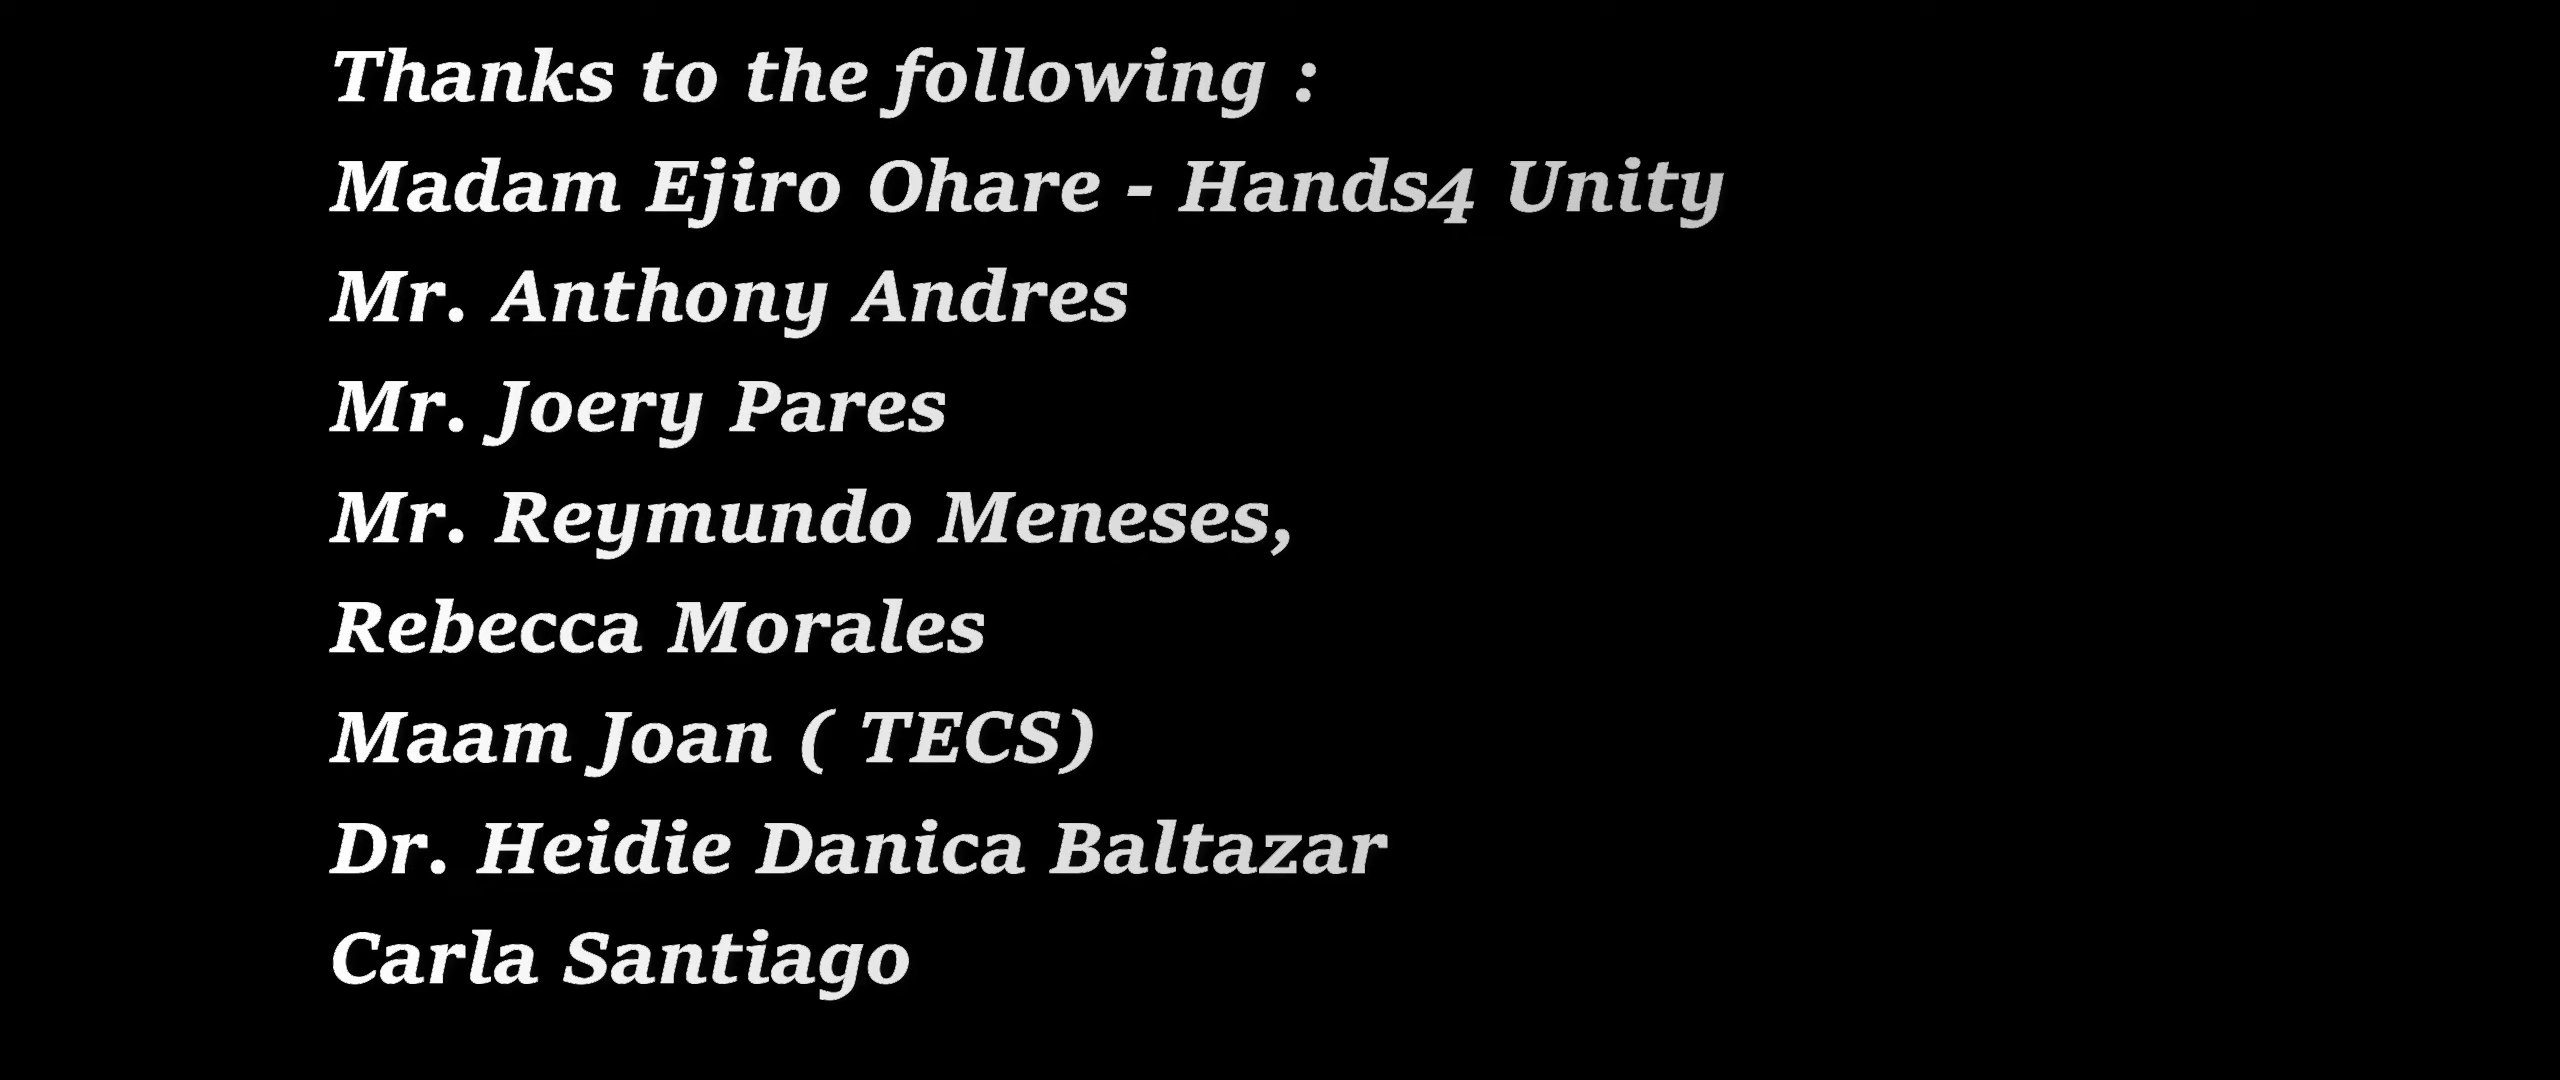 Thanks to the following :
Madam Ejiro Ohare - Hands4 Unity
Mr. Anthony Andres
Mr. Joery Pares
Mr. Reymundo Meneses,
Rebecca Morales
Maam Joan ( TECS)
Dr. Heidie Danica Baltazar
Carla Santiago